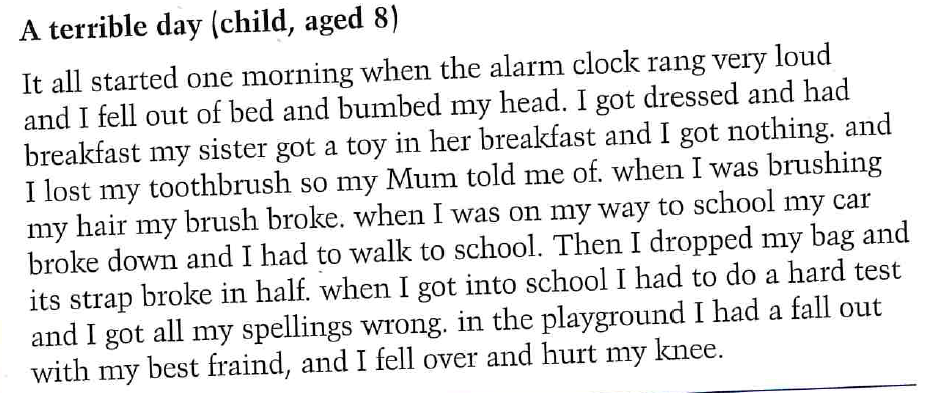 A terrible day (child, aged 8)
It all started one morning when the alarm clock rang very loud
and I fell out of bed and bumbed my head. I got dressed and had
breakfast my sister got a toy in her breakfast and I got nothing. and
I lost my toothbrush so my Mum told me of. when I was brushing
my hair my brush broke. when I was on my way to school my car
broke down and I had to walk to school. Then I dropped my bag and
its strap broke in half. when I got into school I had to do a hard test
and I got all my spellings wrong. in the playground I had a fall out
with my best fraind, and I fell over and hurt my knee.